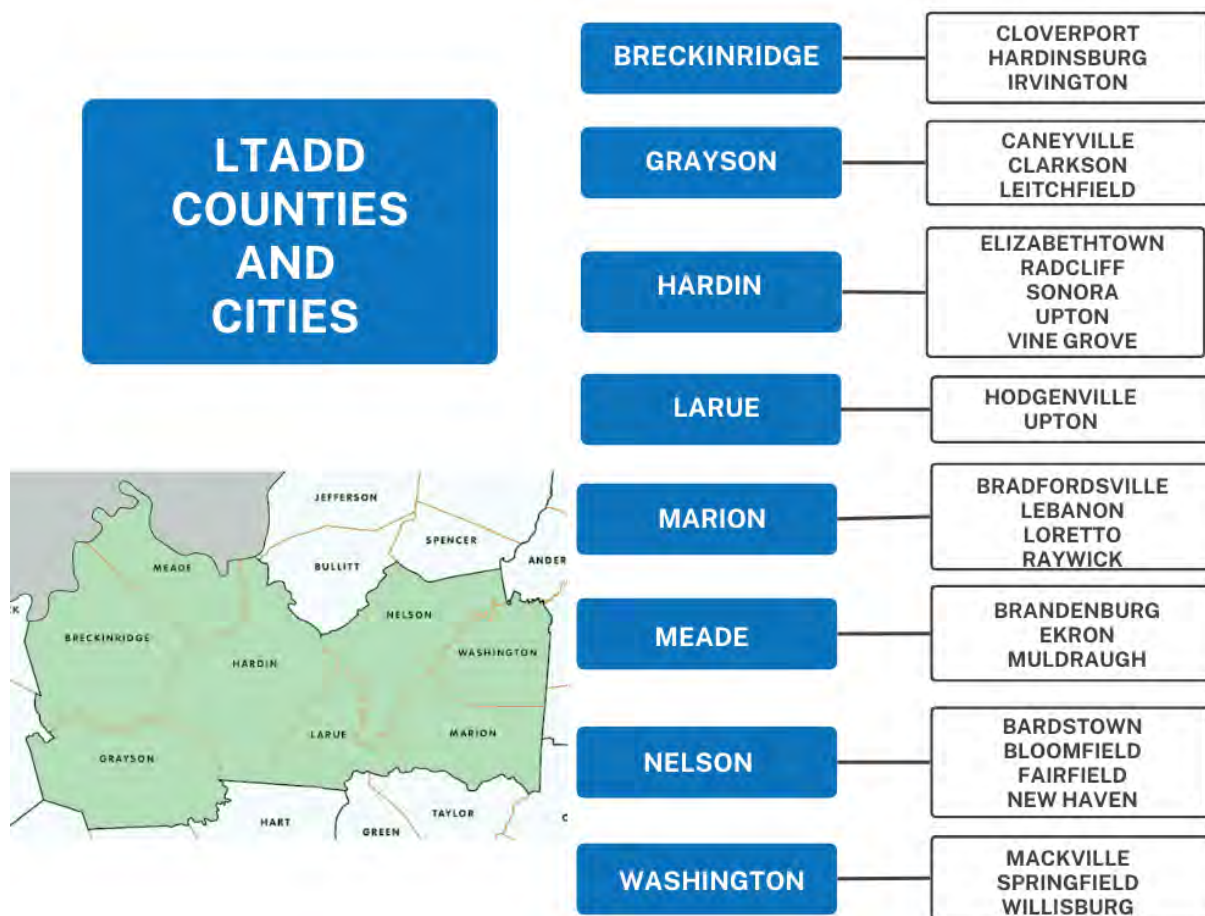 LTADD
COUNTIES
AND
CITIES
BRECKINRIDGE
CLOVERPORT
HARDINSBURG
IRVINGTON
GRAYSON
CANEYVILLE
CLARKSON
LEITCHFIELD
HARDIN
ELIZABETHTOWN
RADCLIFF
SONORA
UPTON
VINE GROVE
LARUE
HODGENVILLE
UPTON
MARION
BRADFORDSVILLE
LEBANON
LORETTO
RAYWICK
MEADE
BRANDENBURG
EKRON
MULDRAUGH
NELSON
BARDSTOWN
BLOOMFIELD
FAIRFIELD
NEW HAVEN
WASHINGTON
MACKVILLE
SPRINGFIELD
WILLISBURG
JEFFERSON
SPENCER
BULLITT
ANDER
MEADE
NELSON
BRECKINRIDGE
HARDIN
WASHINGTON
LARUE
MARION
GRAYSON
HART
TAYLOR
GREEN